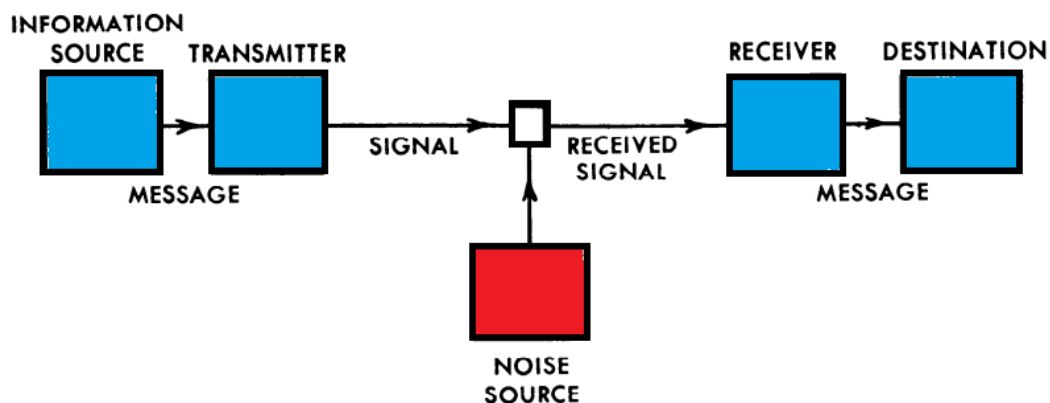 INFORMATION
SOURCE
TRANSMITTER
RECEIVER
DESTINATION
SIGNAL
RECEIVED
SIGNAL
MESSAGE
MESSAGE
NOISE
SOURCE